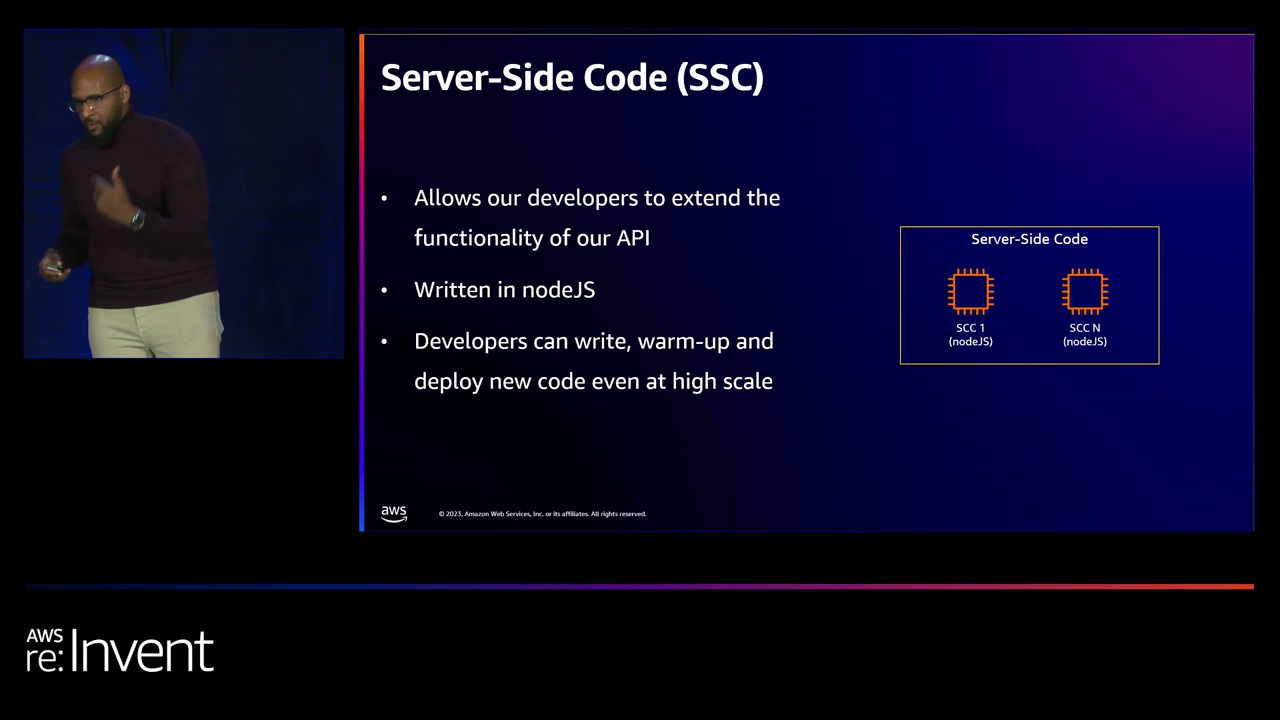 Server-Side Code (SSC)
• Allows our developers to extend the
functionality of our API
• Written in nodeJS
• Developers can write, warm-up and
deploy new code even at high scale
Server-Side Code
SCC 1
(nodeJS)
SCC N
(nodeJS)
aws
© 2023, Amazon Web Services, Inc. or its affiliates. All rights reserved.
AWS
re:Invent